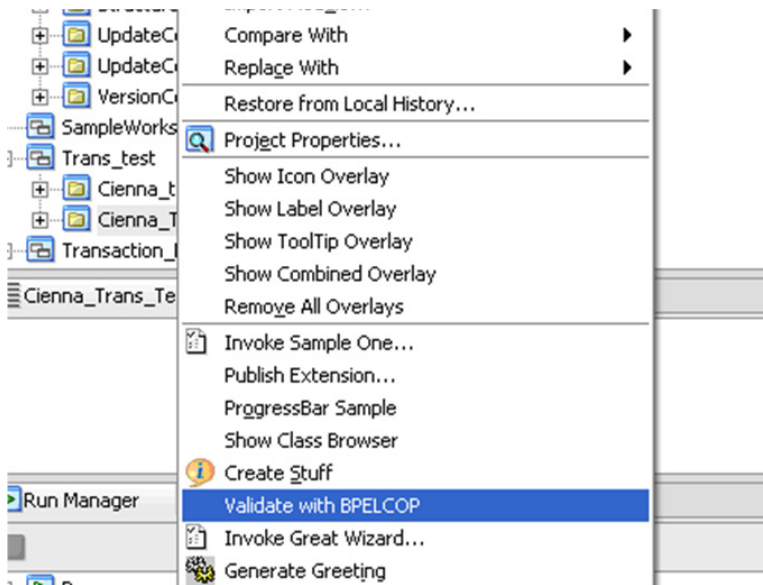 UpdateC
UpdateC
VersionC
SampleWorks
Trans_test
Cienna_t
Cienna_T
Transaction_
Cienna_Trans_Te
Run Manager
Compare With
Replace With
Restore from Local History...
Project Properties...
Show Icon Overlay
Show Label Overlay
Show ToolTip Overlay
Show Combined Overlay
Remove All Overlays
Invoke Sample One...
Publish Extension...
ProgressBar Sample
Show Class Browser
Create Stuff
Validate with BPELCOP
Invoke Great Wizard...
Generate Greeting